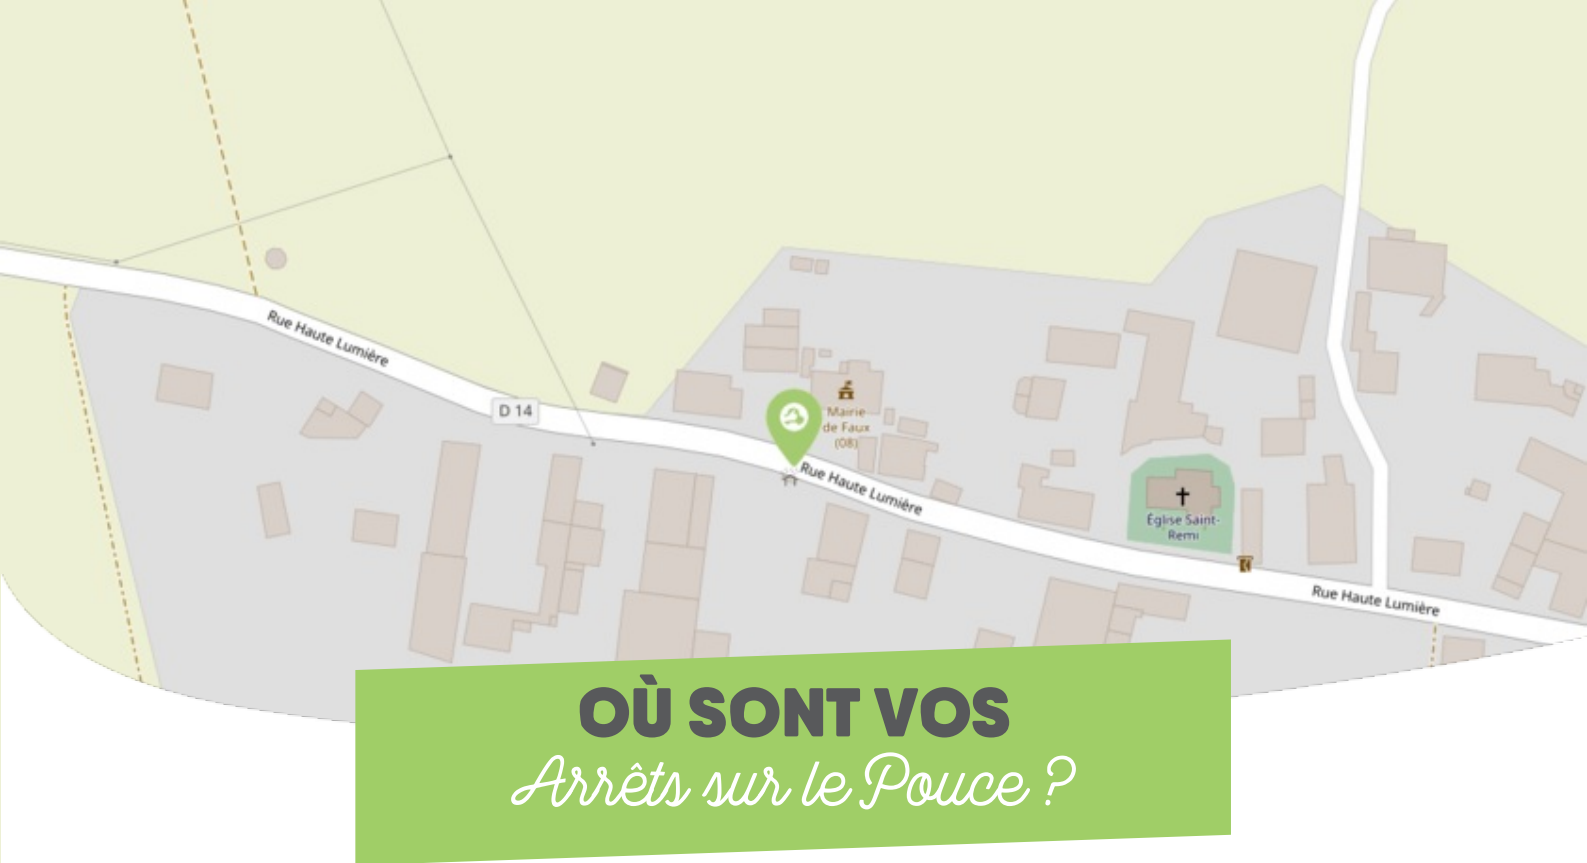 Rue Haute Lumière
D 14
Mairie
de Faux
(08)
Rue Haute Lumière
Église Saint-
Remi
Rue Haute Lumière
OÙ SONT VOS
Arrêts sur le Pouce ?